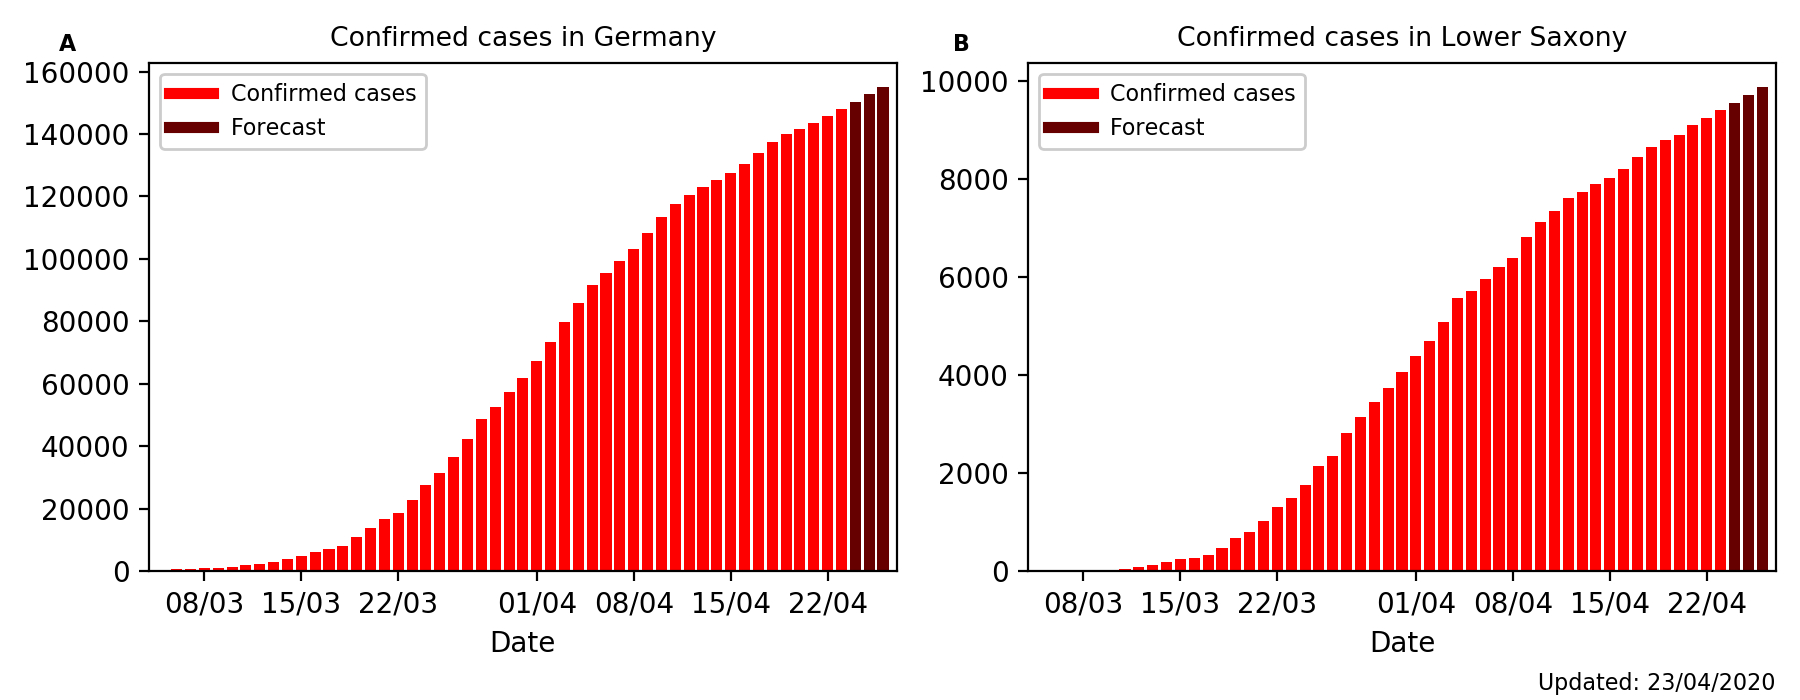 A
Confirmed cases in Germany
160000
140000
120000
100000
80000
60000
40000
20000
0
Confirmed cases
Forecast
08/03 15/03 22/03 01/04 08/04 15/04 22/04
Date
B
Confirmed cases in Lower Saxony
10000
8000
6000
4000
2000
0
Confirmed cases
Forecast
08/03 15/03 22/03 01/04 08/04 15/04 22/04
Date
Updated: 23/04/2020